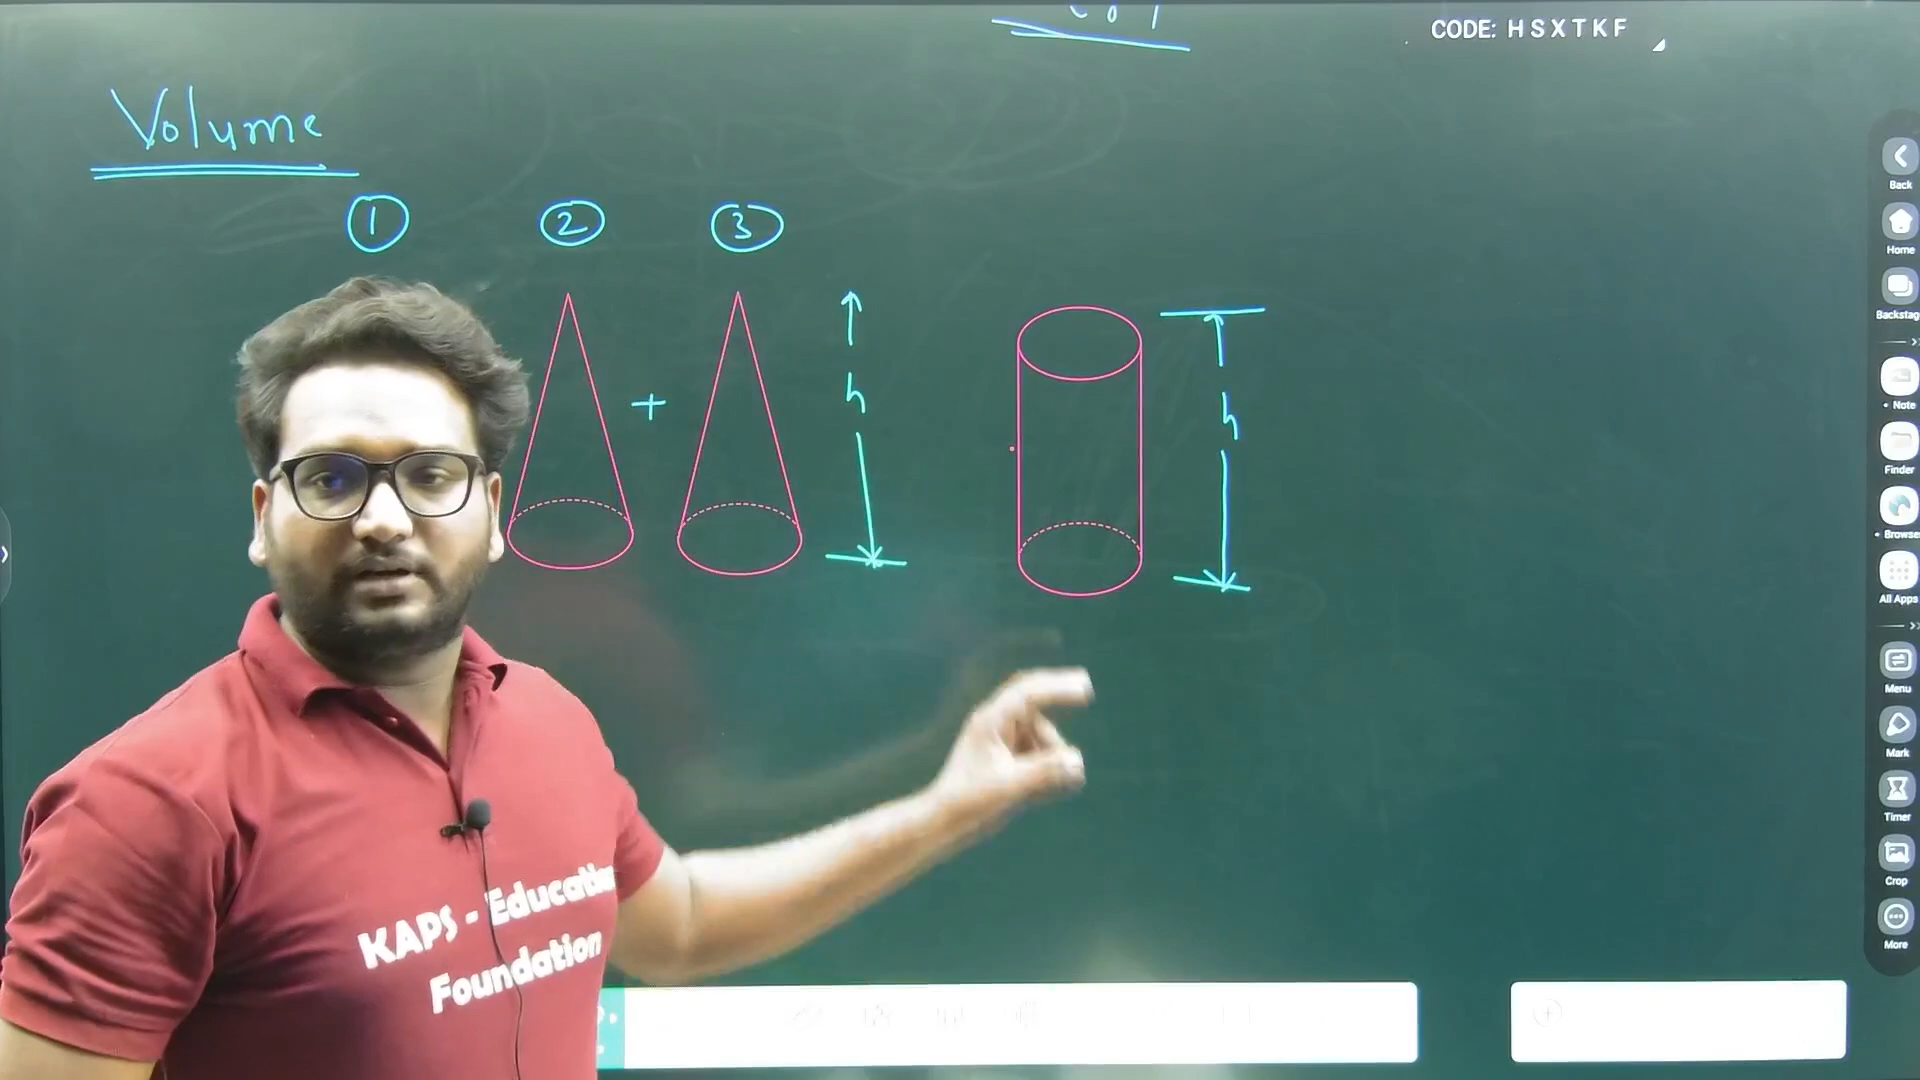 CODE: HSXTKF
Volume
1 2 3
+ h h
KAPS - Education
Foundation
Back
Home
Backstag
Note
Finder
Browse
All Apps
Menu
Mark
Timer
Crop
More